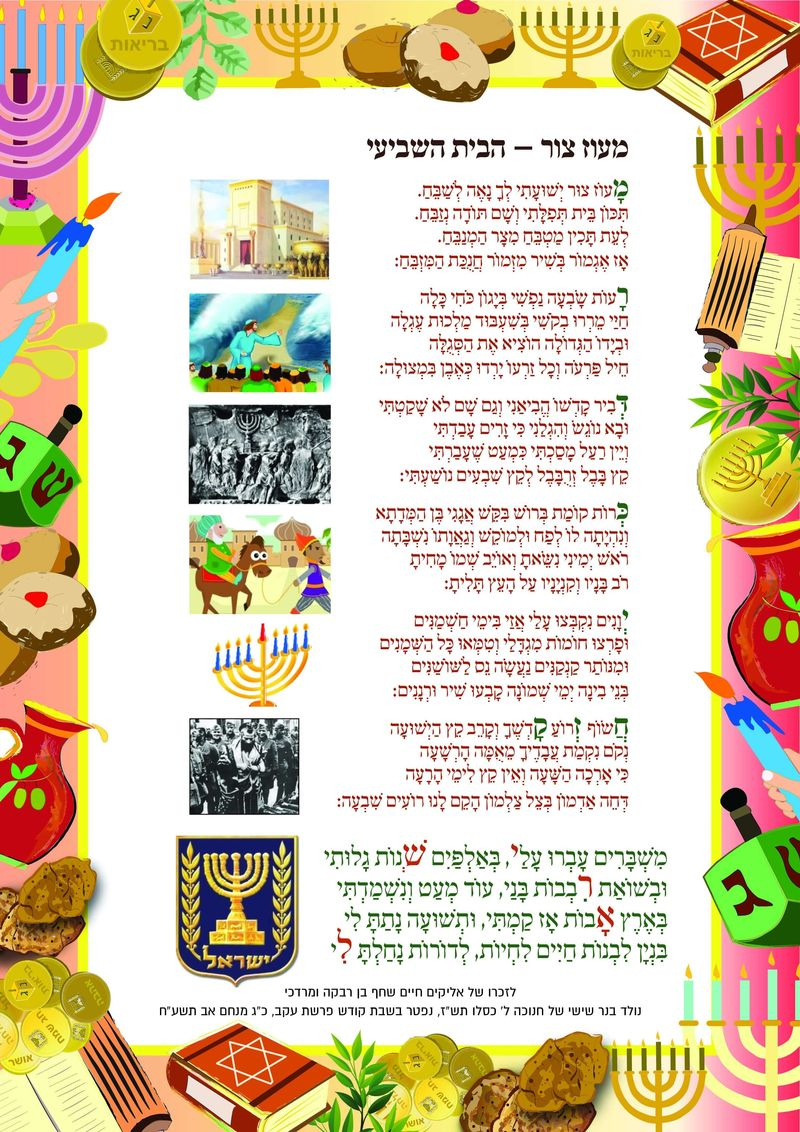 מעוז צור – הבית השביעי
מָעוֹז צוּר יְשׁוּעָתִי לְךָ נָאֶה לְשַׁבֵּחַ.
תִּכּוֹן בֵּית תְּפִלָּתִי וְשָׁם תּוֹדָה נְזַבֵּחַ.
לְעֵת תָּכִין מַטְבֵּחַ מִצָּר הַמְנַבֵּחַ.
אָז אֶגְמוֹר בְּשִׁיר מִזְמוֹר חֲנֻכַּת הַמִּזְבֵּחַ:
רָעוֹת שָׂבְעָה נַפְשִׁי בְּיָגוֹן כֹּחִי כָּלָה
חַיַּי מֵרְרוּ בְקֹשִׁי בְּשִׁעְבּוּד מַלְכוּת עֶגְלָה
וּבְיָדוֹ הַגְּדוֹלָה הוֹצִיא אֶת הַסְּגֻלָּה
חֵיל פַּרְעֹה וְכָל זַרְעוֹ יָרְדוּ כְּאֶבֶן בִּמְצוּלָה:
דְּבִיר קָדְשׁוֹ הֱבִיאַנִי וְגַם שָׁם לֹא שָׁקַטְתִּי
וּבָא נוֹגֵשׂ וְהִגְלַנִי כִּי זָרִים עָבַדְתִּי
וְיֵין רַעַל מָסַכְתִּי כִּמְעַט שֶׁעָבַרְתִּי
קֵץ בָּבֶל זְרֻבָּבֶל לְקֵץ שִׁבְעִים נוֹשַׁעְתִּי:
כְּרוֹת קוֹמַת בְּרוֹשׁ בִּקֵּשׁ אֲגָגִי בֶּן הַמְּדָתָא
וְנִהְיָתָה לוֹ לְפַח וּלְמוֹקֵשׁ וְגַאֲוָתוֹ נִשְׁבָּתָה
רֹאשׁ יְמִינִי נִשֵּׂאתָ וְאוֹיֵב שְׁמוֹ מָחִיתָ
רֹב בָּנָיו וְקִנְיָנָיו עַל הָעֵץ תָּלִיתָ:
יְוָנִים נִקְבְּצוּ עָלַי אֲזַי בִּימֵי חַשְׁמַנִּים
וּפָרְצוּ חוֹמוֹת מִגְדָּלַי וְטִמְּאוּ כָּל הַשְּׁמָנִים
וּמִנּוֹתַר קַנְקַנִּים נַעֲשָׂה נֵס לַשּׁוֹשַׁנִּים
בְּנֵי בִינָה יְמֵי שְׁמוֹנָה קָבְעוּ שִׁיר וּרְנָנִים:
חֲשׂוֹף זְרוֹעַ קָדְשֶׁךָ וְקָרֵב קֵץ הַיְשׁוּעָה
נְקֹם נִקְמַת עֲבָדֶיךָ מֵאֻמָּה הָרְשָׁעָה
כִּי אָרְכָה הַשָּׁעָה וְאֵין קֵץ לִימֵי הָרָעָה
דְּחֵה אַדְמוֹן בְּצֵל צַלְמוֹן הָקֵם לָנוּ רוֹעִים שִׁבְעָה:
מִשְׁבָּרִים עָבְרוּ עָלַי, בְּאַלְפַּיִם שְׁנוֹת גָּלוּתִי
וּבְשׁוֹאַת רִבְבוֹת בָּנַי, עוֹד מְעַט וְנִשְׁמַדְתִּי
בְּאֶרֶץ אָבוֹת אָז קַמְתִּי, וּתְשׁוּעָה נָתַתָּ לִי
בִּנְיָן לִבְנוֹת חַיִּים לִחְיוֹת, לְדוֹרוֹת נָחַלְתָּ לִי
ישראל
לזכרו של אליקים חיים שחף בן רבקה ומרדכי
נולד בנר שישי של חנוכה ל' כסלו תש"ז, נפטר בשבת קודש פרשת עקב, כ"ג מנחם אב תשע"ח
בריאות
בריאות
נ ג
נ ג
ש ג
ג
אושר
אושר